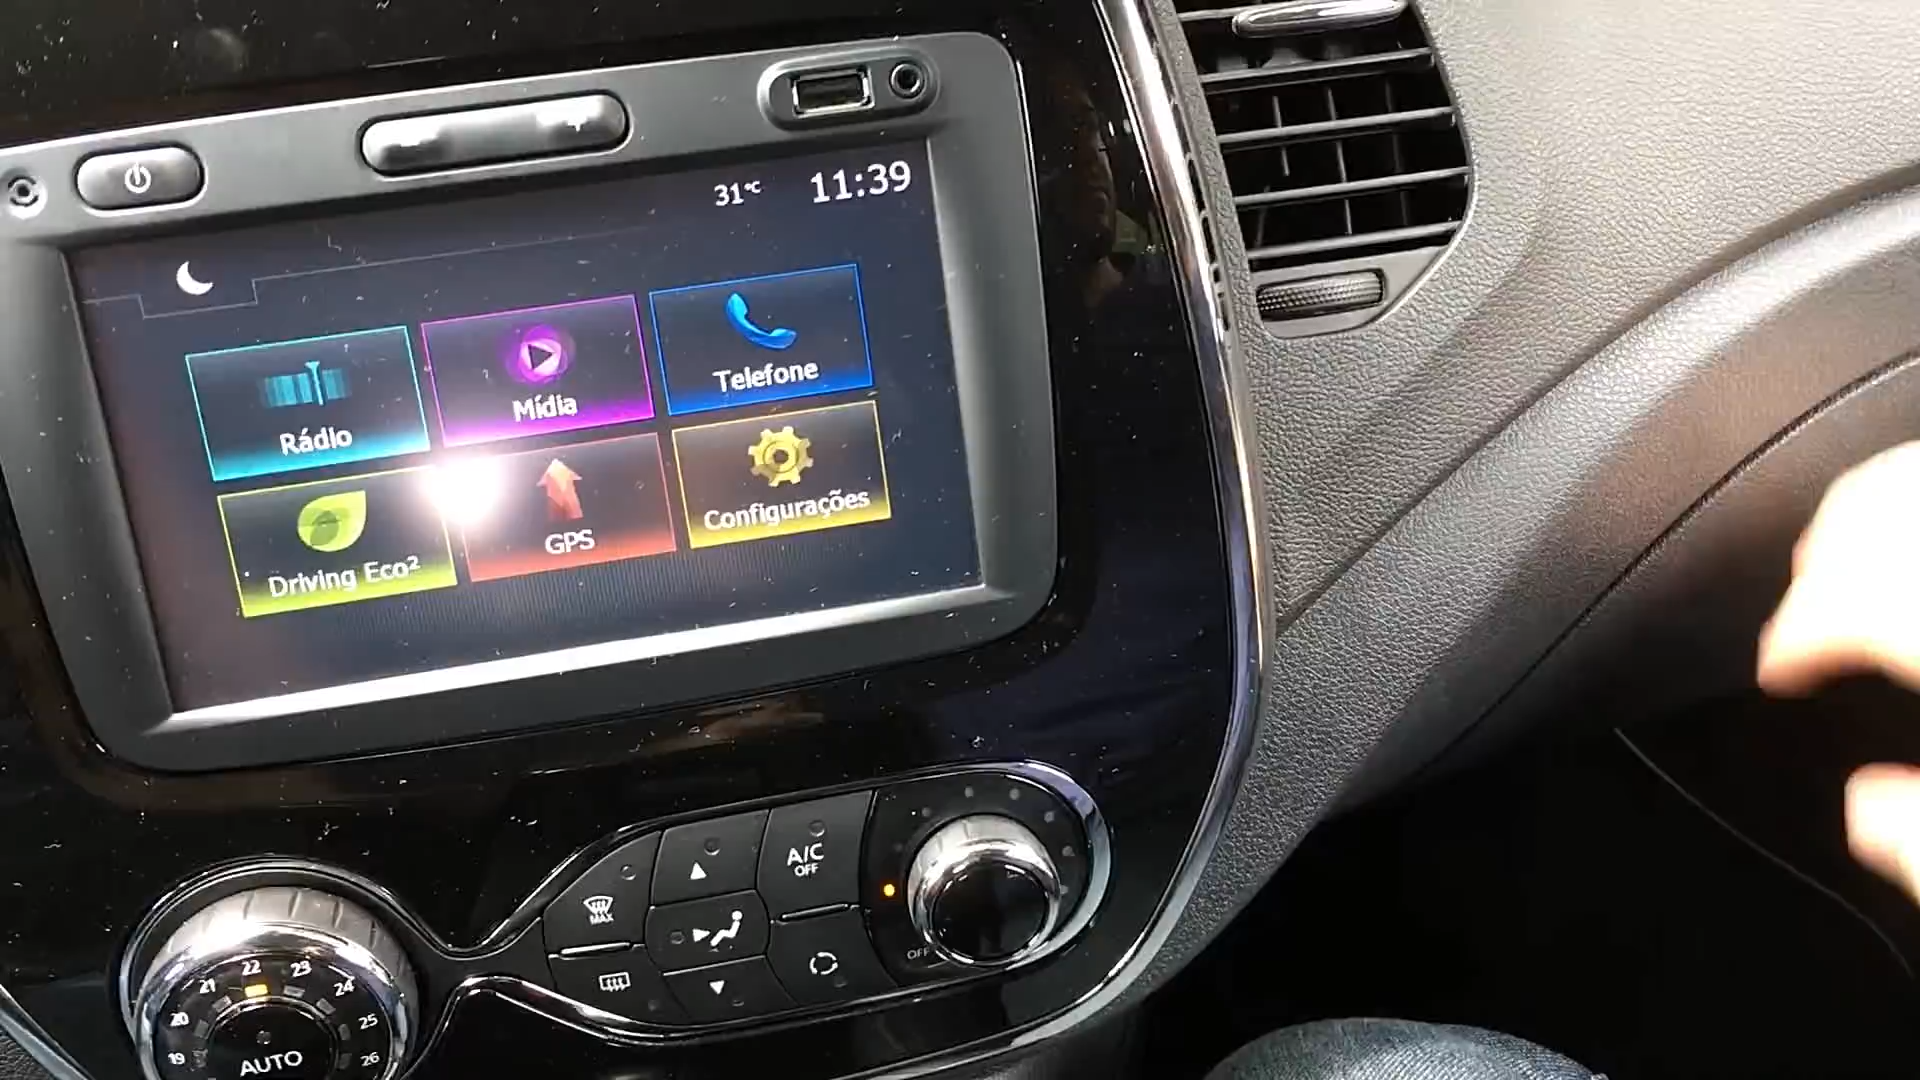 31°C 11:39
Rádio
Mídia
Telefone
Driving Eco²
GPS
Configurações
A/C
OFF
MAX
OFF
19
20
21
22
23
24
25
26
AUTO